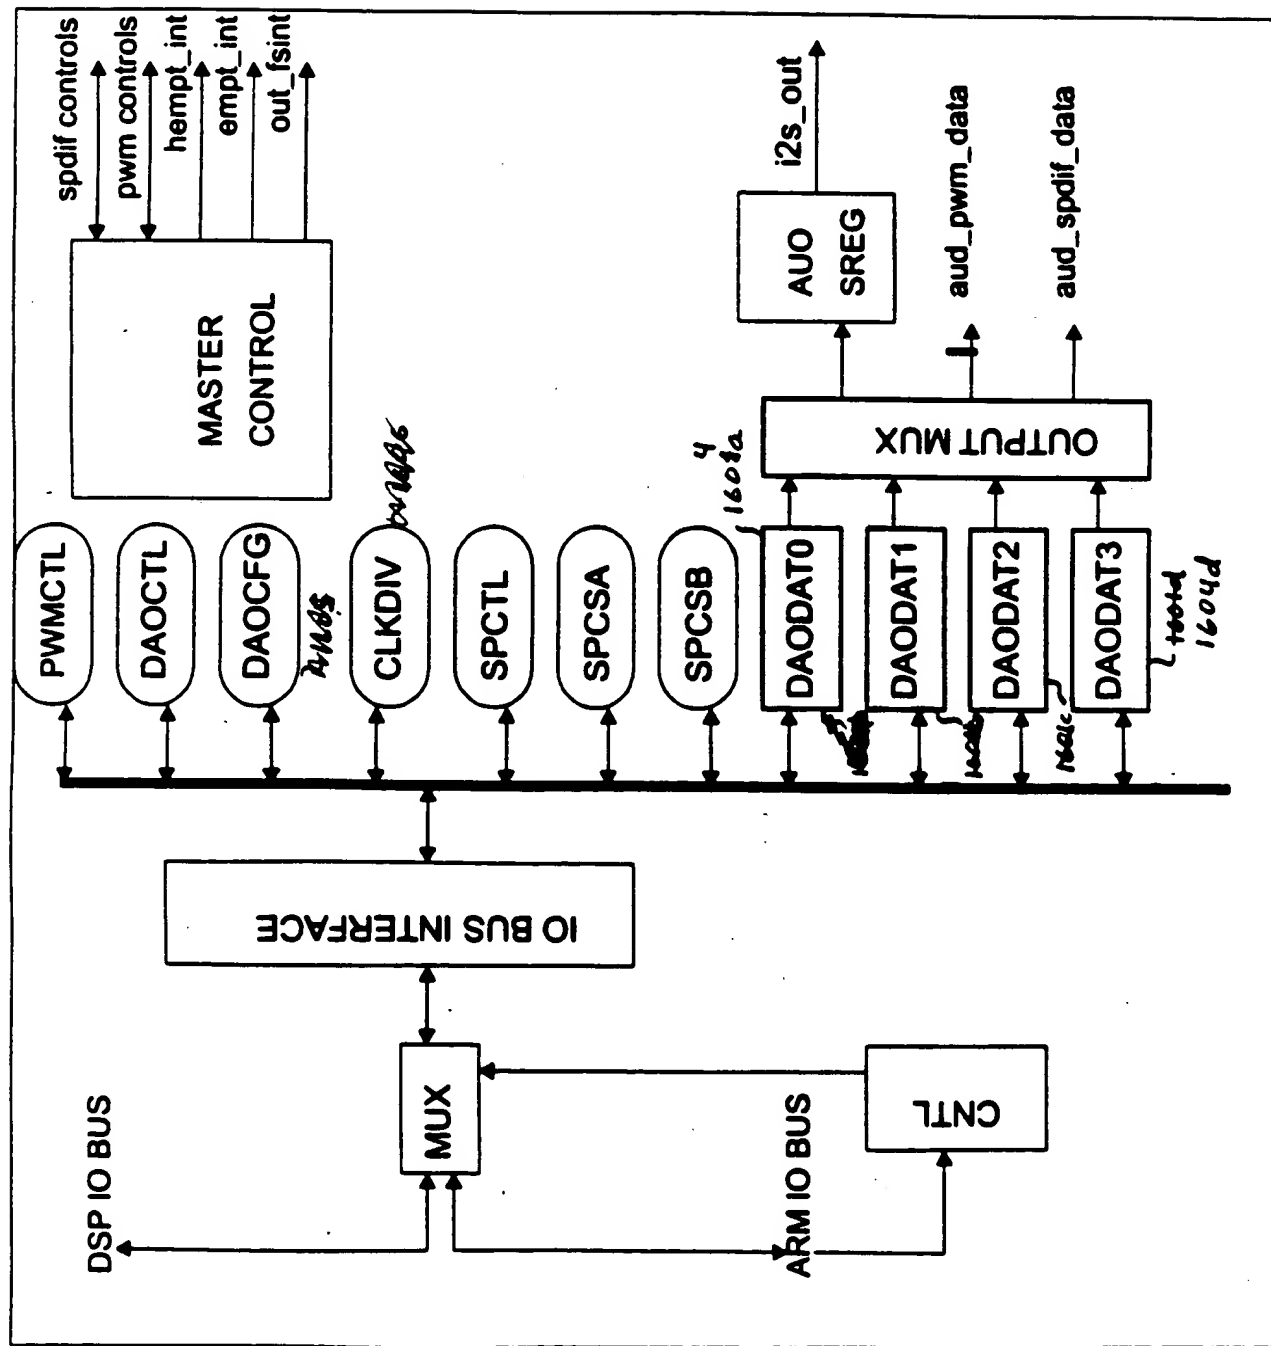 spdif controls
pwm controls
hempt_int
empt_int
out_fsint
MASTER
CONTROL
PWMCTL
DAOCTL
DAOCFG
CLKDIV
SPCTL
SPCSA
SPCSB
DAODAT0
DAODAT1
DAODAT2
DAODAT3
4
1604d
OUTPUT MUX
AUO
SREG
i2s_out
aud_pwm_data
aud_spdif_data
IO BUS INTERFACE
MUX
CNTL
DSP IO BUS
ARM IO BUS